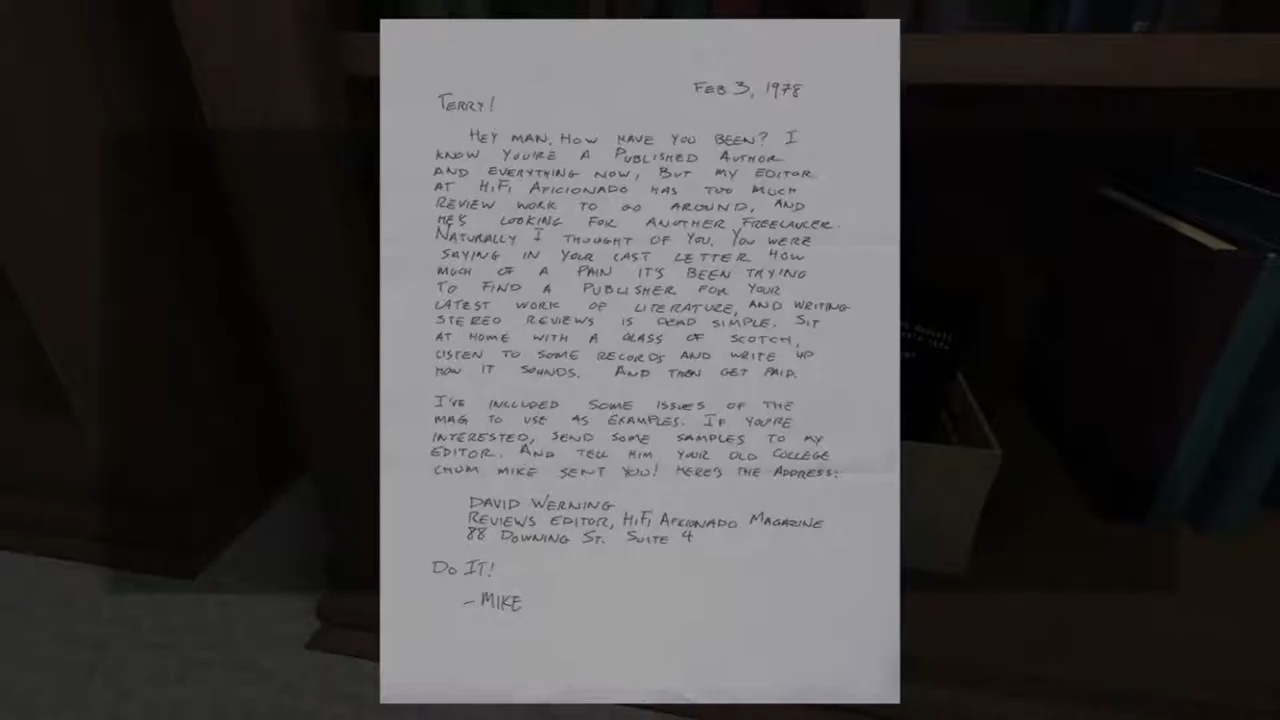 FEB 3, 1978
TERRY!
HEY MAN, HOW HAVE YOU BEEN? I
KNOW YOU'RE A PUBLISHED AUTHOR
AND EVERYTHING NOW, BUT MY EDITOR
AT HIFI AFICIONADO HAS TOO MUCH
REVIEW WORK TO GO AROUND, AND
HE'S LOOKING FOR ANOTHER FREELANCER.
NATURALLY I THOUGHT OF YOU. YOU WERE
SAYING IN YOUR LAST LETTER HOW
MUCH OF A PAIN IT'S BEEN TRYING
TO FIND A PUBLISHER FOR YOUR
LATEST WORK OF LITERATURE, AND WRITING
STEREO REVIEWS IS DEAD SIMPLE. SIT
AT HOME WITH A GLASS OF SCOTCH,
LISTEN TO SOME RECORDS AND WRITE UP
HOW IT SOUNDS. AND THEN GET PAID.
I'VE INCLUDED SOME ISSUES OF THE
MAG TO USE AS EXAMPLES. IF YOU'RE
INTERESTED, SEND SOME SAMPLES TO MY
EDITOR. AND TELL HIM YOUR OLD COLLEGE
CHUM MIKE SENT YOU! HERE'S THE ADDRESS:
DAVID WERNING
REVIEWS EDITOR, HIFI AFICIONADO MAGAZINE
88 DOWNING ST. SUITE 4
DO IT!
– MIKE